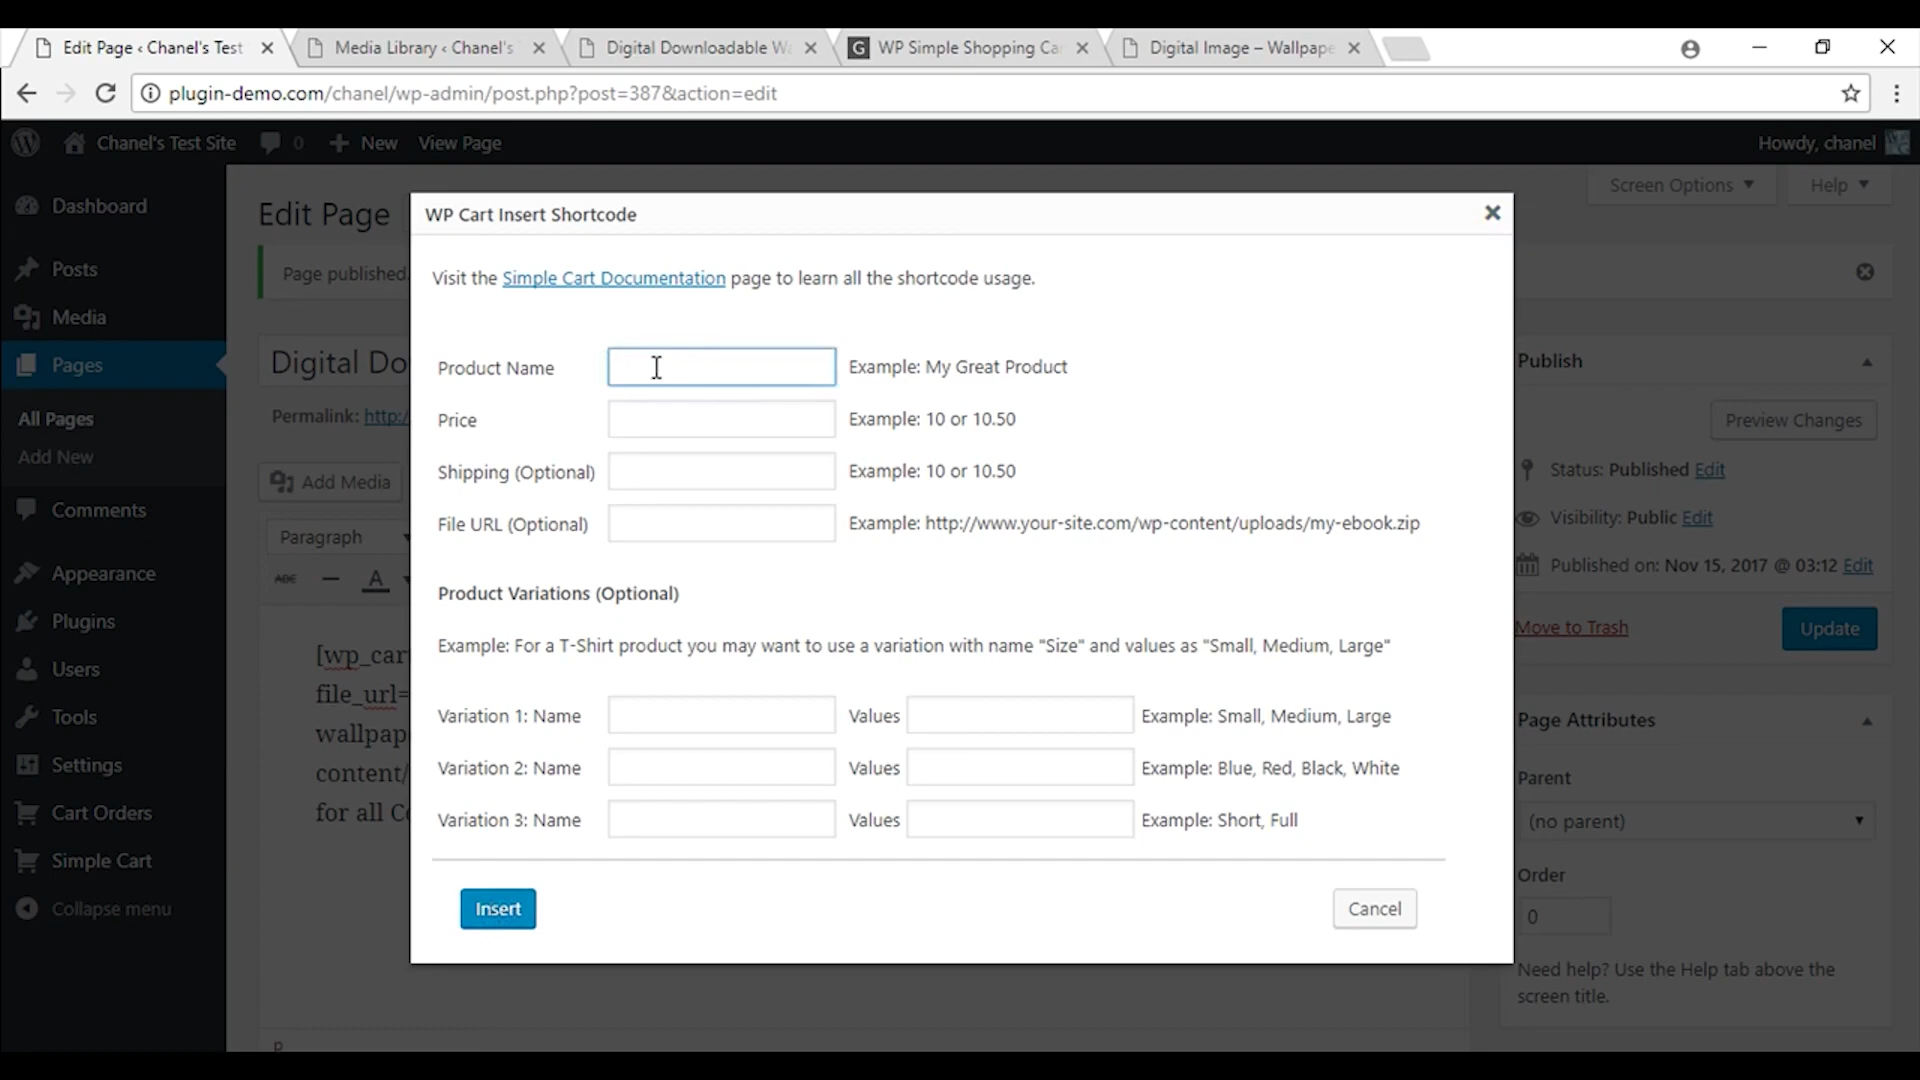 Edit Page ‹ Chanel's Test
Media Library ‹ Chanel's
Digital Downloadable Wa
WP Simple Shopping Ca
Digital Image – Wallpape
plugin-demo.com/chanel/wp-admin/post.php?post=387&action=edit
Chanel's Test Site
0
New
View Page
Howdy, chanel
Dashboard
Posts
Media
Pages
All Pages
Add New
Comments
Appearance
Plugins
Users
Tools
Settings
Cart Orders
Simple Cart
Collapse menu
Edit Page
Screen Options
Help
Page published.
Digital Do
Permalink: http:/
Add Media
Paragraph
ABC
A
[wp_car
file_url=
wallpap
content/
for all C
p
WP Cart Insert Shortcode
Visit the Simple Cart Documentation page to learn all the shortcode usage.
Product Name Example: My Great Product
Price Example: 10 or 10.50
Shipping (Optional) Example: 10 or 10.50
File URL (Optional) Example: http://www.your-site.com/wp-content/uploads/my-ebook.zip
Product Variations (Optional)
Example: For a T-Shirt product you may want to use a variation with name "Size" and values as "Small, Medium, Large"
Variation 1: Name Values Example: Small, Medium, Large
Variation 2: Name Values Example: Blue, Red, Black, White
Variation 3: Name Values Example: Short, Full
Insert
Cancel
Publish
Preview Changes
Status: Published Edit
Visibility: Public Edit
Published on: Nov 15, 2017 @ 03:12 Edit
Move to Trash
Update
Page Attributes
Parent
(no parent)
Order
0
Need help? Use the Help tab above the
screen title.